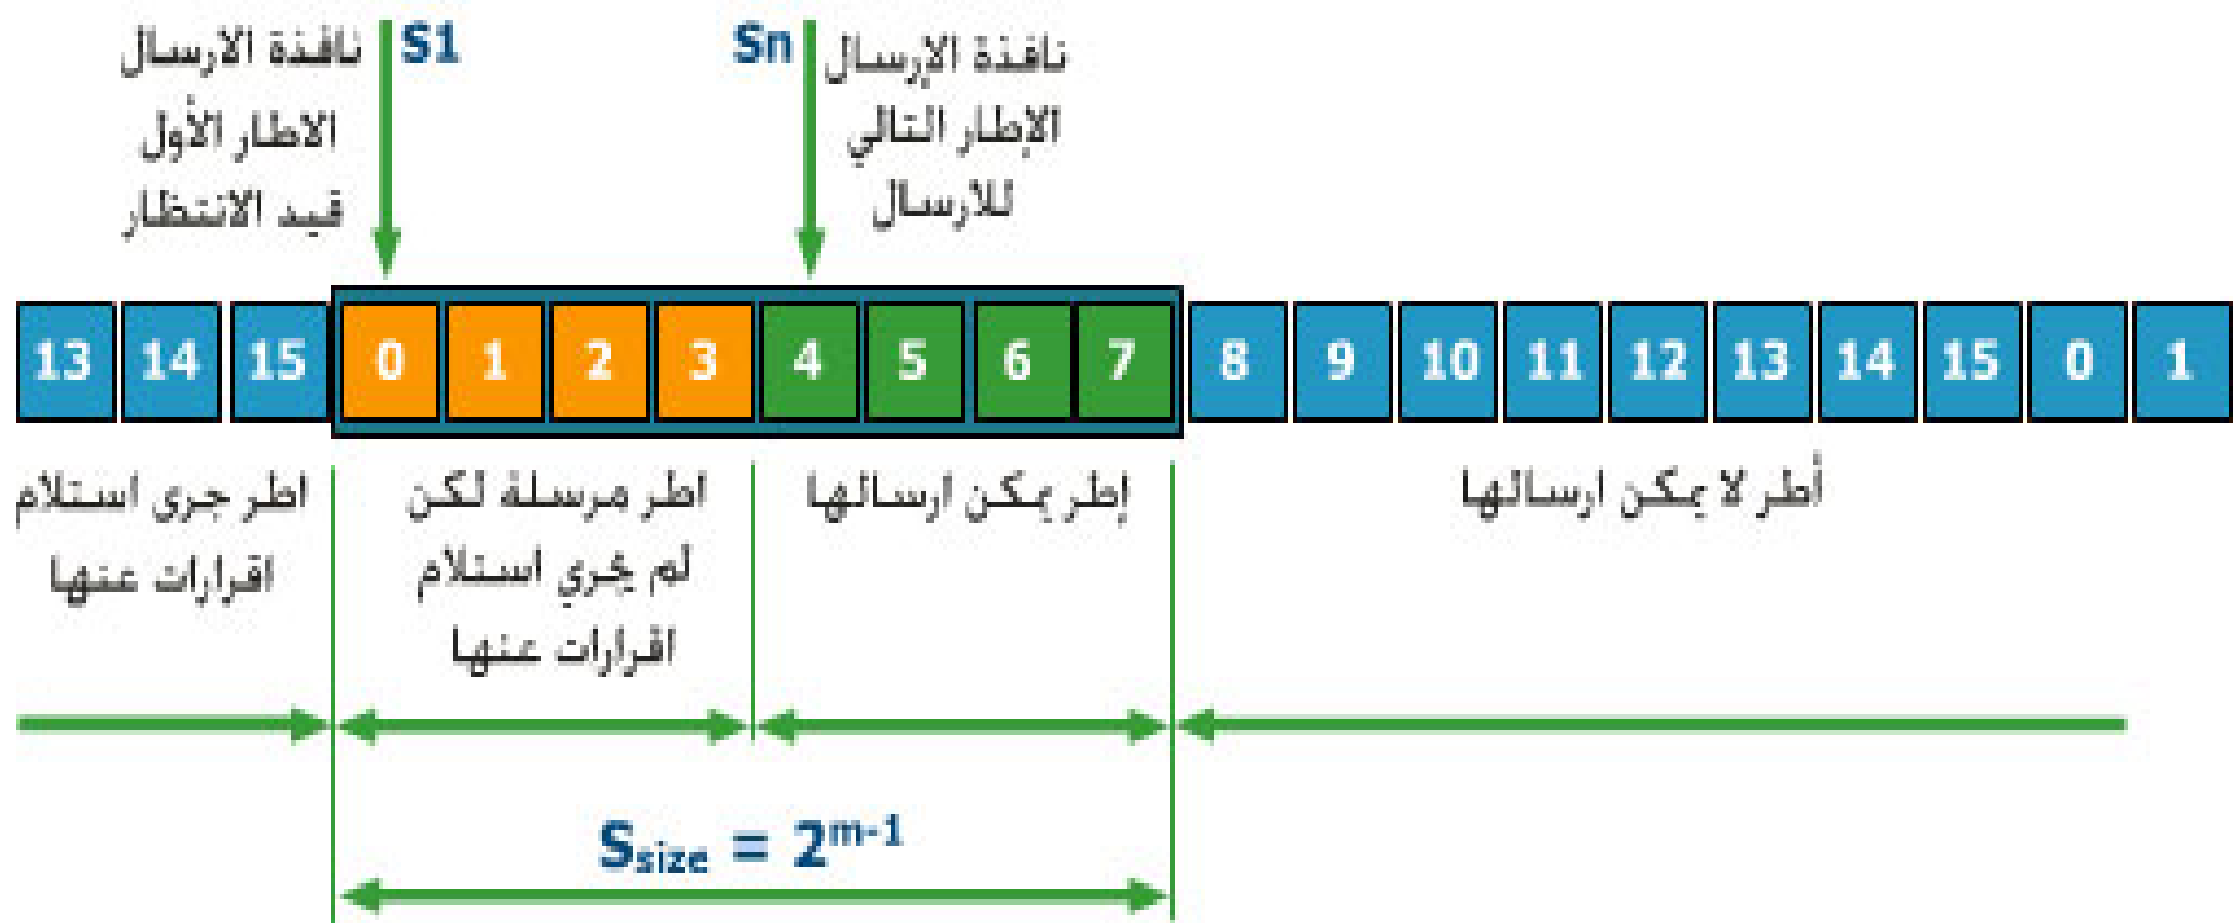 نافذة الارسال
الاطار الأول
قيد الانتظار
S1
Sn
نافذة الإرسال
الإطار التالي
للارسال
13 14 15 0 1 2 3 4 5 6 7 8 9 10 11 12 13 14 15 0 1
اطر جرى استلام
اقرارات عنها
اطر مرسلة لكن
لم يجري استلام
اقرارات عنها
إطر يمكن ارسالها
أطر لا يمكن ارسالها
Ssize = 2^m-1